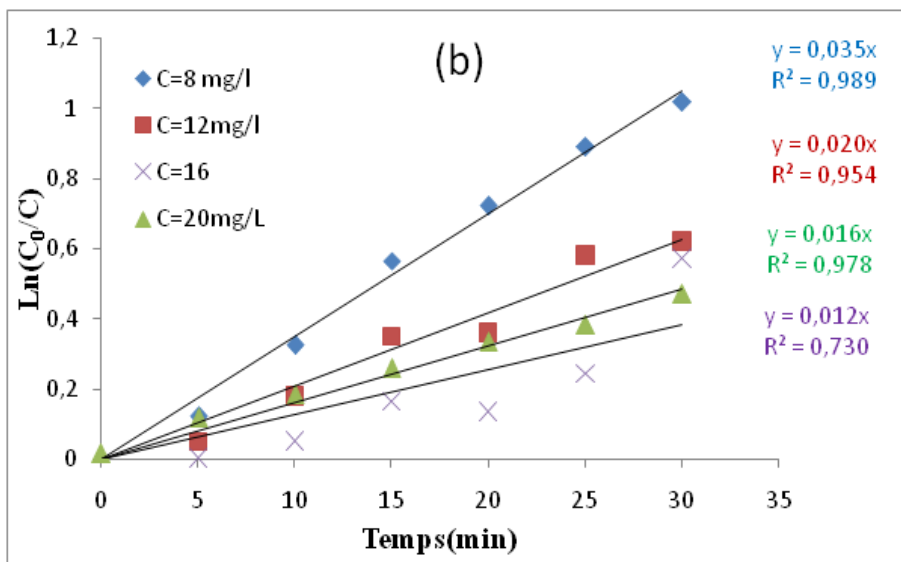 (b)
Ln(C₀/C)
1,2
1
0,8
0,6
0,4
0,2
0
0 5 10 15 20 25 30 35
Temps(min)
C=8 mg/l
C=12mg/l
C=16
C=20mg/L
y = 0,035x
R² = 0,989
y = 0,020x
R² = 0,954
y = 0,016x
R² = 0,978
y = 0,012x
R² = 0,730